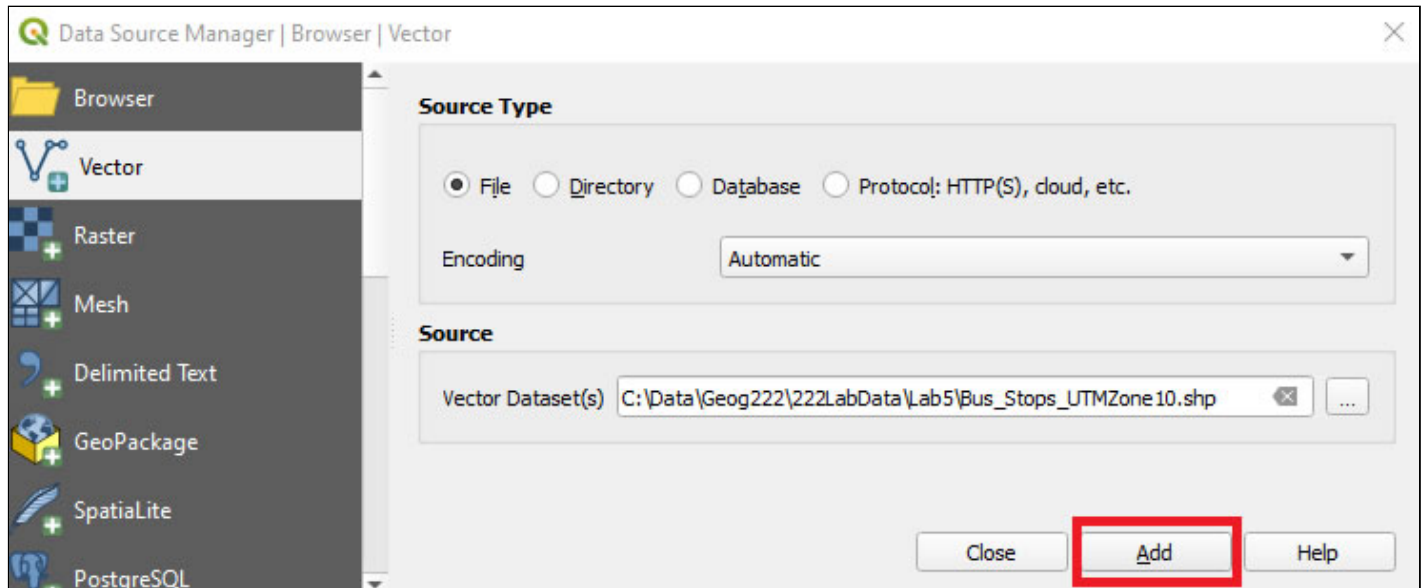 Data Source Manager | Browser | Vector
Browser
Vector
Raster
Mesh
Delimited Text
GeoPackage
SpatiaLite
PostgreSQL
Source Type
File Directory Database Protocol: HTTP(S), cloud, etc.
Encoding Automatic
Source
Vector Dataset(s) C:\Data\Geog222\222LabData\Lab5\Bus_Stops_UTMZone10.shp ...
Close Add Help